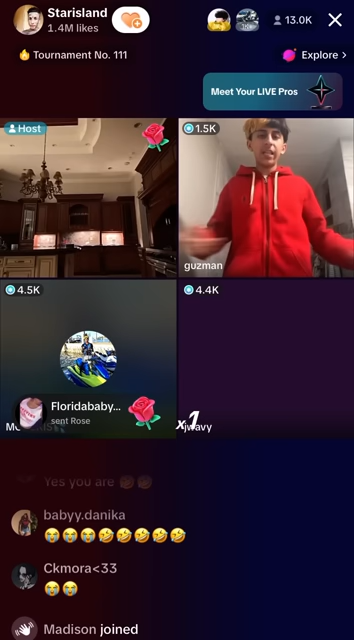 Starisland
1.4M likes
13.0K
Tournament No. 111
Explore >
Meet Your LIVE Pros
Host
1.5K
guzman
4.5K
4.4K
Floridababy...
sent Rose
x1
jwavy
Yes you are
babyy.danika
Ckmora<33
Madison joined